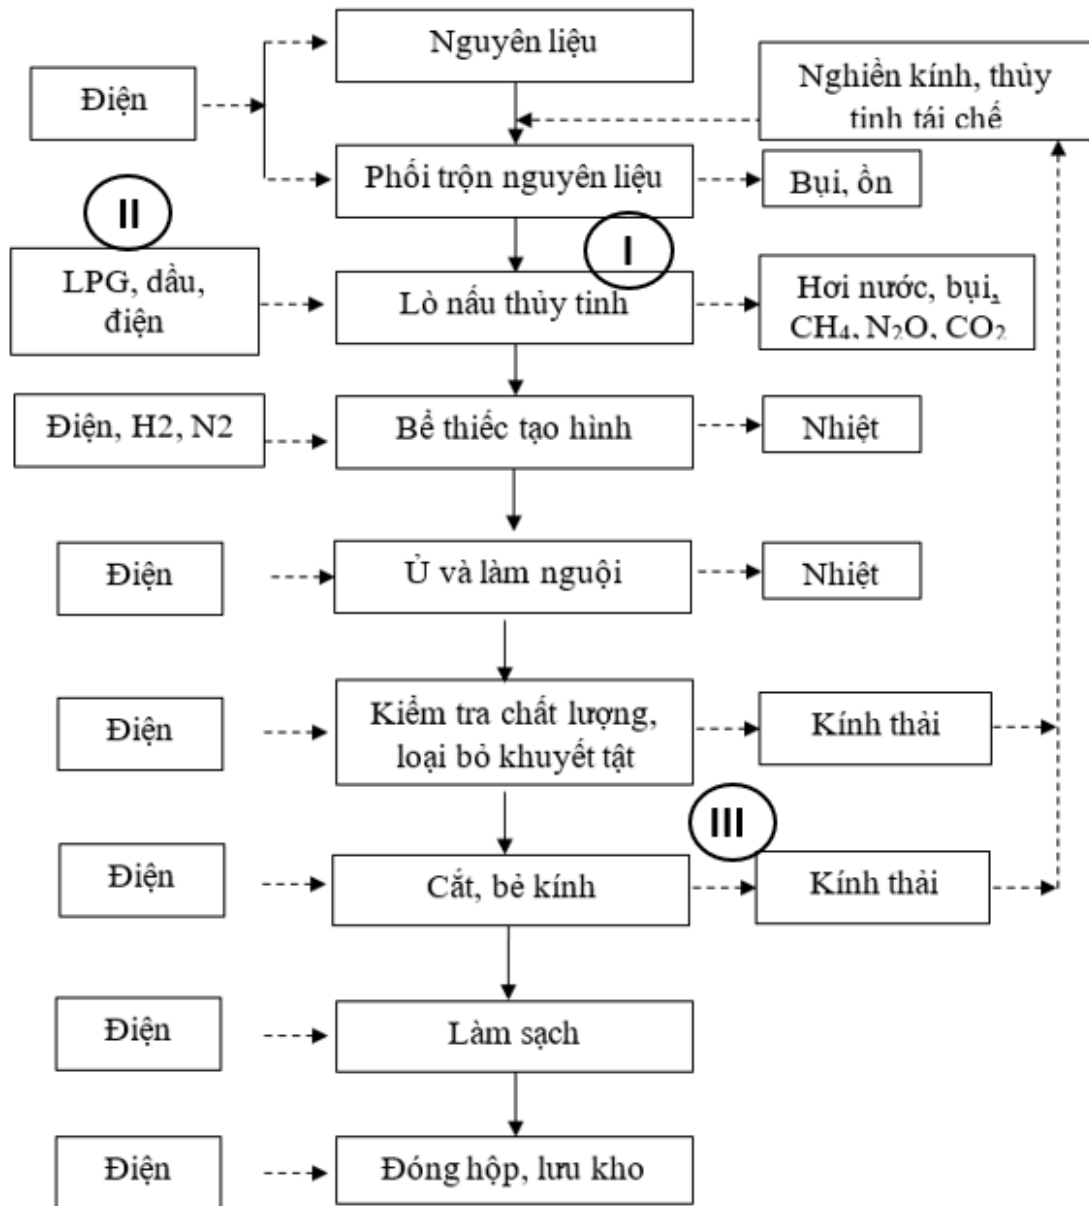 Nguyên liệu
Nghiền kính, thủy
tinh tái chế
Điện
Phối trộn nguyên liệu
Bụi, ồn
II
I
LPG, dầu,
điện
Lò nấu thủy tinh
Hơi nước, bụi,
CH₄, N₂O, CO₂
Điện, H2, N2
Bể thiếc tạo hình
Nhiệt
Điện
Ủ và làm nguội
Nhiệt
Điện
Kiểm tra chất lượng,
loại bỏ khuyết tật
Kính thải
III
Điện
Cắt, bẻ kính
Kính thải
Điện
Làm sạch
Điện
Đóng hộp, lưu kho